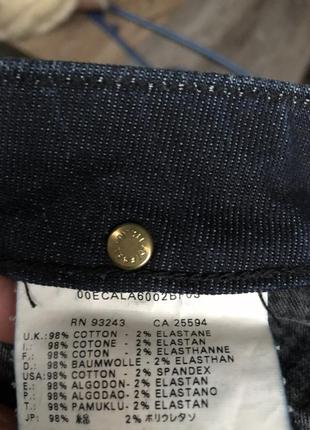 00ECALA6002BF03
RN 93243 CA 25594
U.K.: 98% COTTON - 2% ELASTANE
I.: 98% COTONE - 2% ELASTAN
F.: 98% COTON - 2% ELASTHANNE
D.: 98% BAUMWOLLE - 2% ELASTHAN
USA: 98% COTTON - 2% SPANDEX
E.: 98% ALGODON - 2% ELASTAN
P.: 98% ALGODAO - 2% ELASTANO
T.: 98% PAMUKLU - 2% ELASTAN
JP.: 98% 綿 2% ポリウレタン